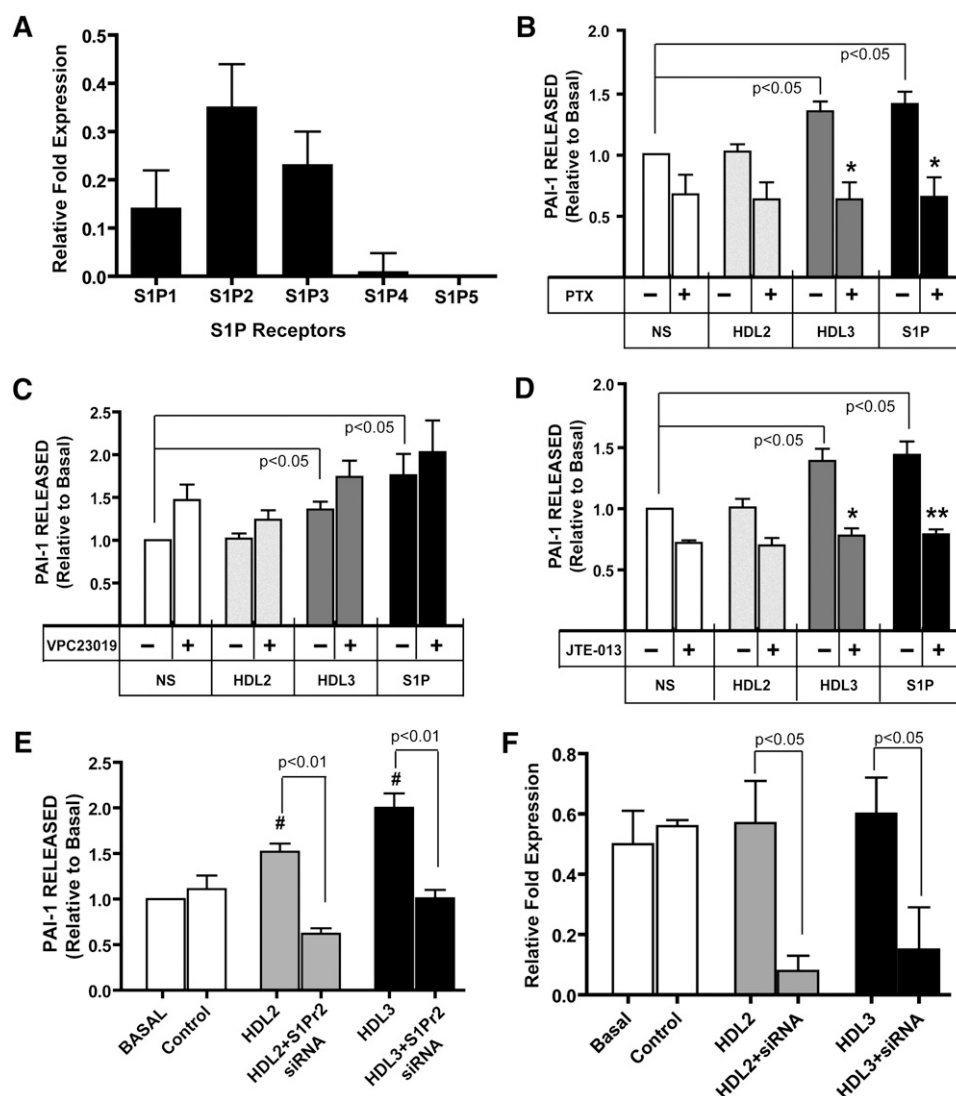 A
Relative Fold Expression
0.5
0.4
0.3
0.2
0.1
0.0
S1P1 S1P2 S1P3 S1P4 S1P5
S1P Receptors
B
PAI-1 RELEASED
(Relative to Basal)
2.0
1.5
1.0
0.5
p<0.05
p<0.05
* *
PTX − + − + − + − +
NS HDL2 HDL3 S1P
C
PAI-1 RELEASED
(Relative to Basal)
2.5
2.0
1.5
1.0
0.5
p<0.05
p<0.05
VPC23019 − + − + − + − +
NS HDL2 HDL3 S1P
D
PAI-1 RELEASED
(Relative to Basal)
2.0
1.5
1.0
0.5
p<0.05
p<0.05
* **
JTE-013 − + − + − + − +
NS HDL2 HDL3 S1P
E
PAI-1 RELEASED
(Relative to Basal)
2.5
2.0
1.5
1.0
0.5
0.0
p<0.01
p<0.01
# #
BASAL
Control
HDL2
HDL2+S1Pr2
siRNA
HDL3
HDL3+S1Pr2
siRNA
F
Relative Fold Expression
0.8
0.6
0.4
0.2
0.0
p<0.05 p<0.05
Basal
Control
HDL2
HDL2+siRNA
HDL3
HDL3+siRNA